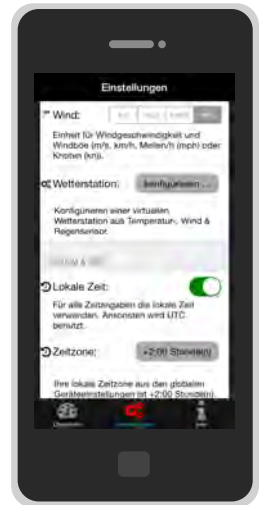 Einstellungen
Wind:
Einheit für Windgeschwindigkeit und
Windböe (m/s, km/h, Meilen/h (mph) oder
Knoten (kn)).
Wetterstation:
konfigurieren ...
Konfigurieren einer virtuellen
Wetterstation aus Temperatur-, Wind &
Regensensor.
Lokale Zeit:
Für alle Zeitangaben die lokale Zeit
verwenden. Ansonsten wird UTC
benutzt.
Zeitzone:
+2:00 Stunde(n)
Ihre lokale Zeitzone aus den globalen
Geräteeinstellungen ist +2:00 Stunde(n).